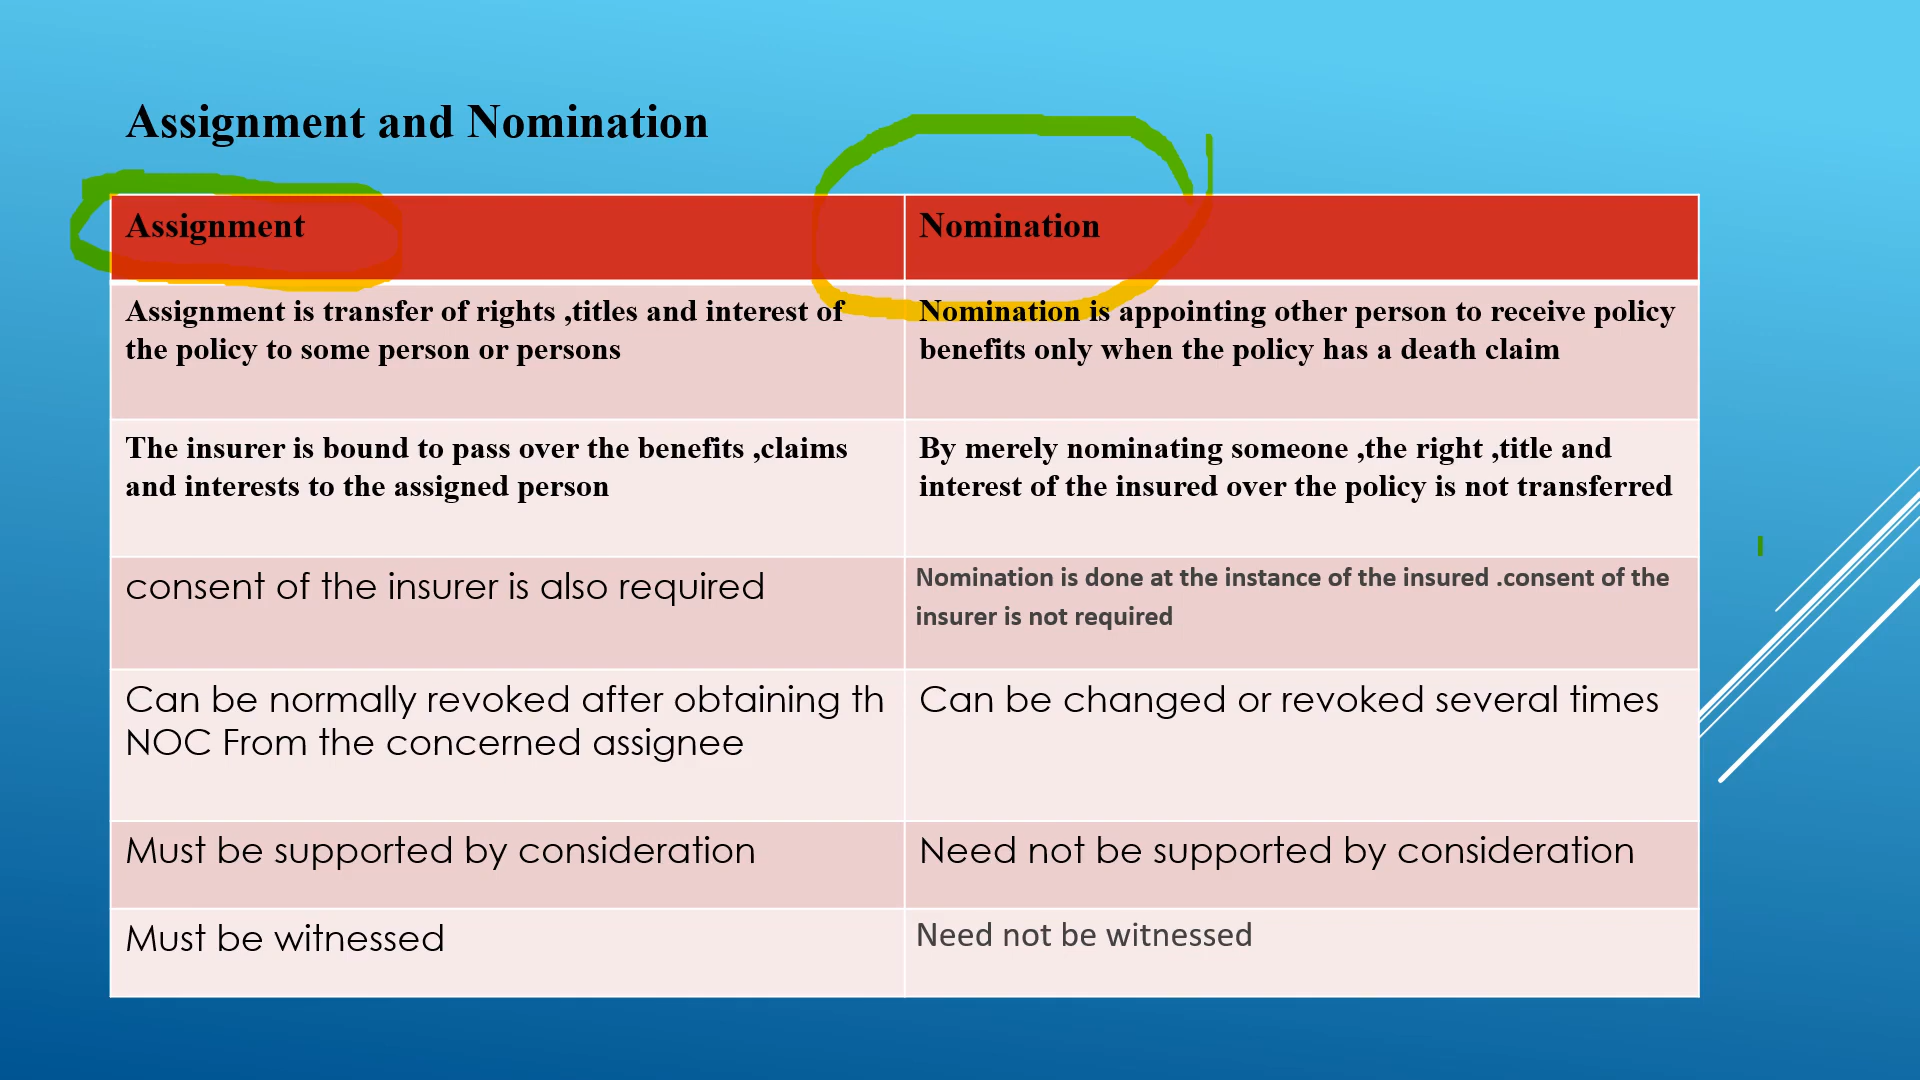 Assignment and Nomination
Assignment
Nomination
Assignment is transfer of rights ,titles and interest of
the policy to some person or persons
Nomination is appointing other person to receive policy
benefits only when the policy has a death claim
The insurer is bound to pass over the benefits ,claims
and interests to the assigned person
By merely nominating someone ,the right ,title and
interest of the insured over the policy is not transferred
consent of the insurer is also required
Nomination is done at the instance of the insured .consent of the
insurer is not required
Can be normally revoked after obtaining th
NOC From the concerned assignee
Can be changed or revoked several times
Must be supported by consideration
Need not be supported by consideration
Must be witnessed
Need not be witnessed